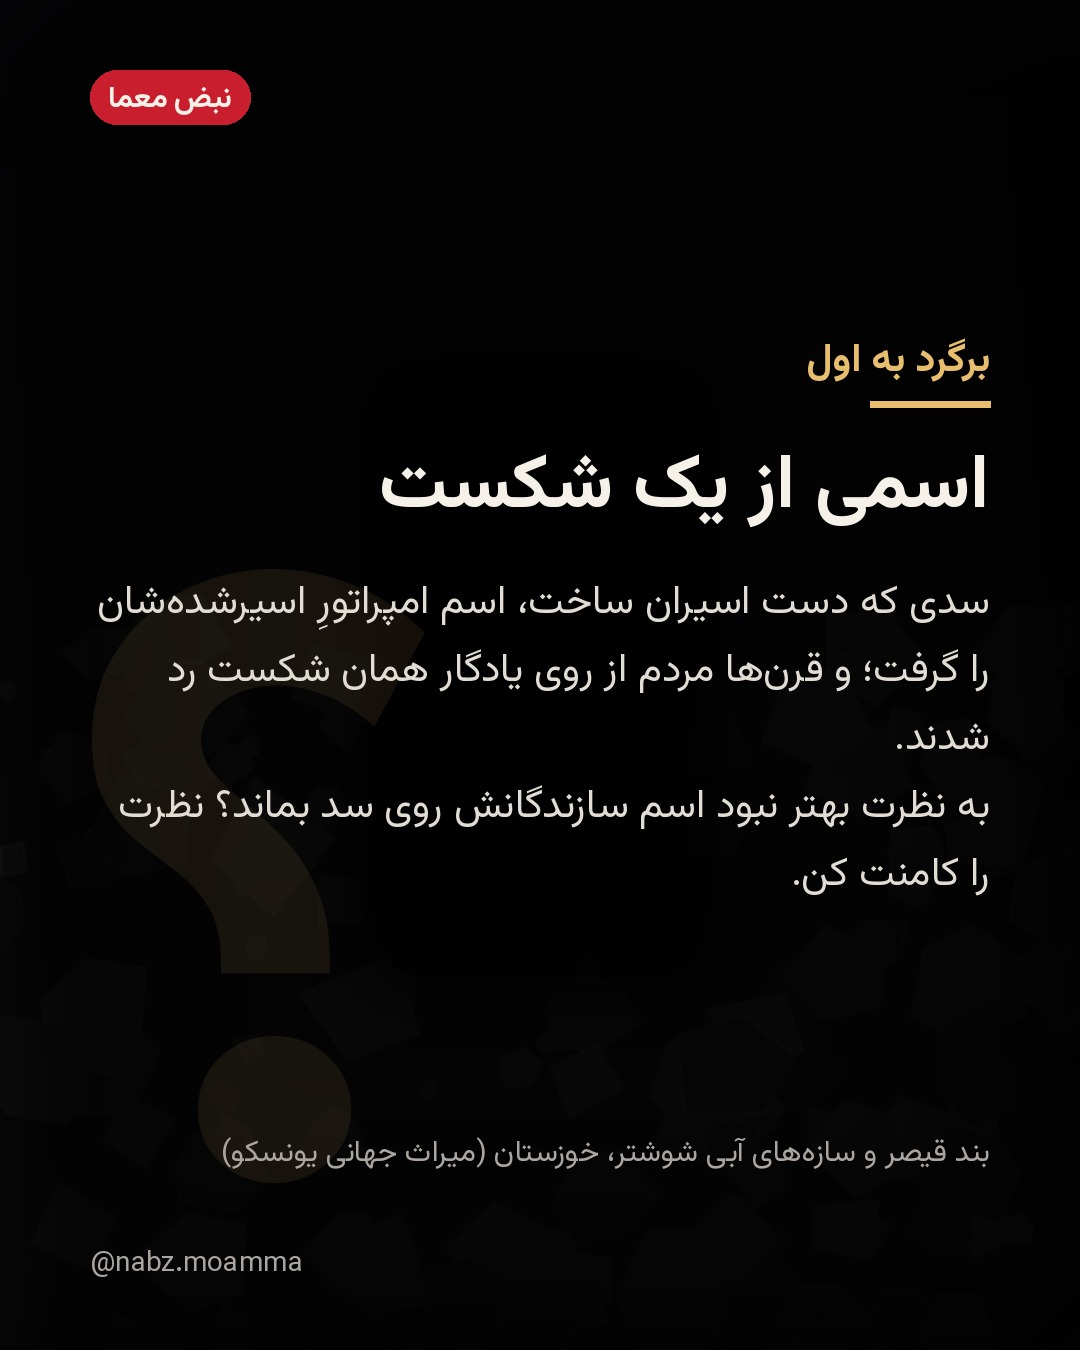 نبض معما
برگرد به اول
اسمی از یک شکست
سدی که دست اسیران ساخت، اسم امپراتورِ اسیرشده‌شان
را گرفت؛ و قرن‌ها مردم از روی یادگار همان شکست رد
شدند.
به نظرت بهتر نبود اسم سازندگانش روی سد بماند؟ نظرت
را کامنت کن.
بند قیصر و سازه‌های آبی شوشتر، خوزستان (میراث جهانی یونسکو)
@nabz.moamma